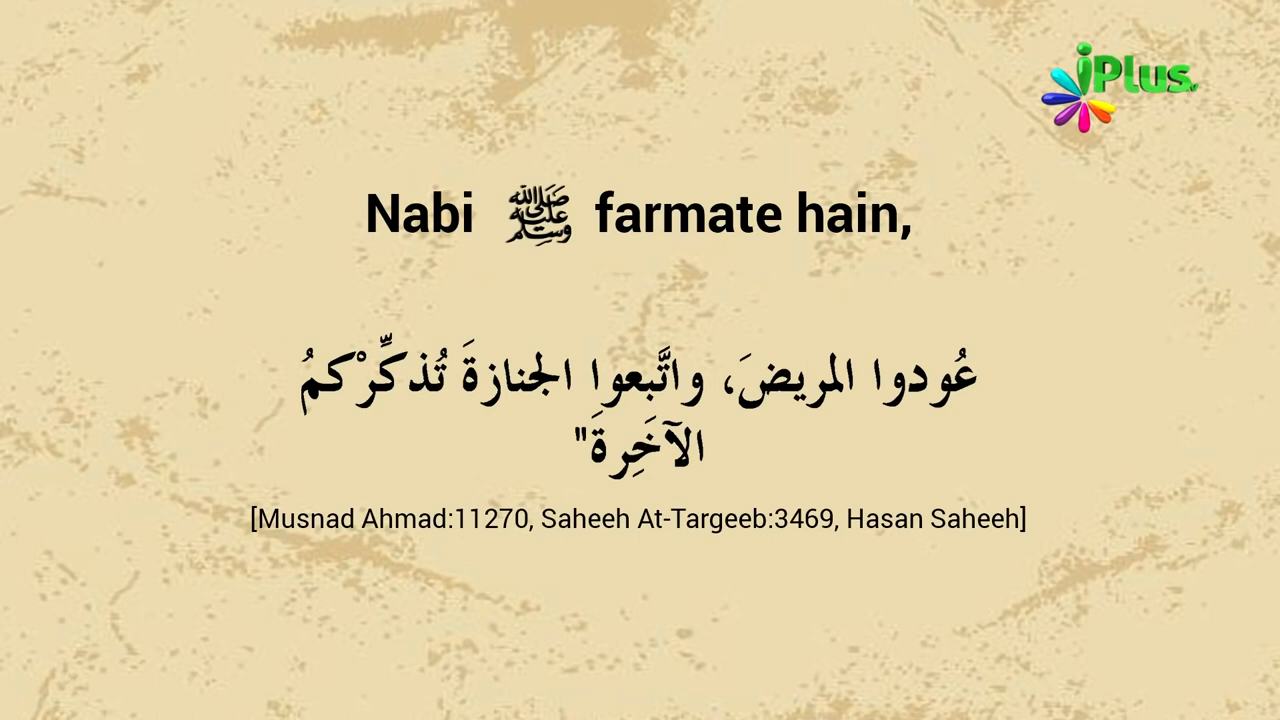 iPlus TV
Nabi ﷺ farmate hain,
عُودوا المريضَ، واتَّبعوا الجنازةَ تُذكِّرْكمُ
الآخَرِةَ"
[Musnad Ahmad:11270, Saheeh At-Targeeb:3469, Hasan Saheeh]